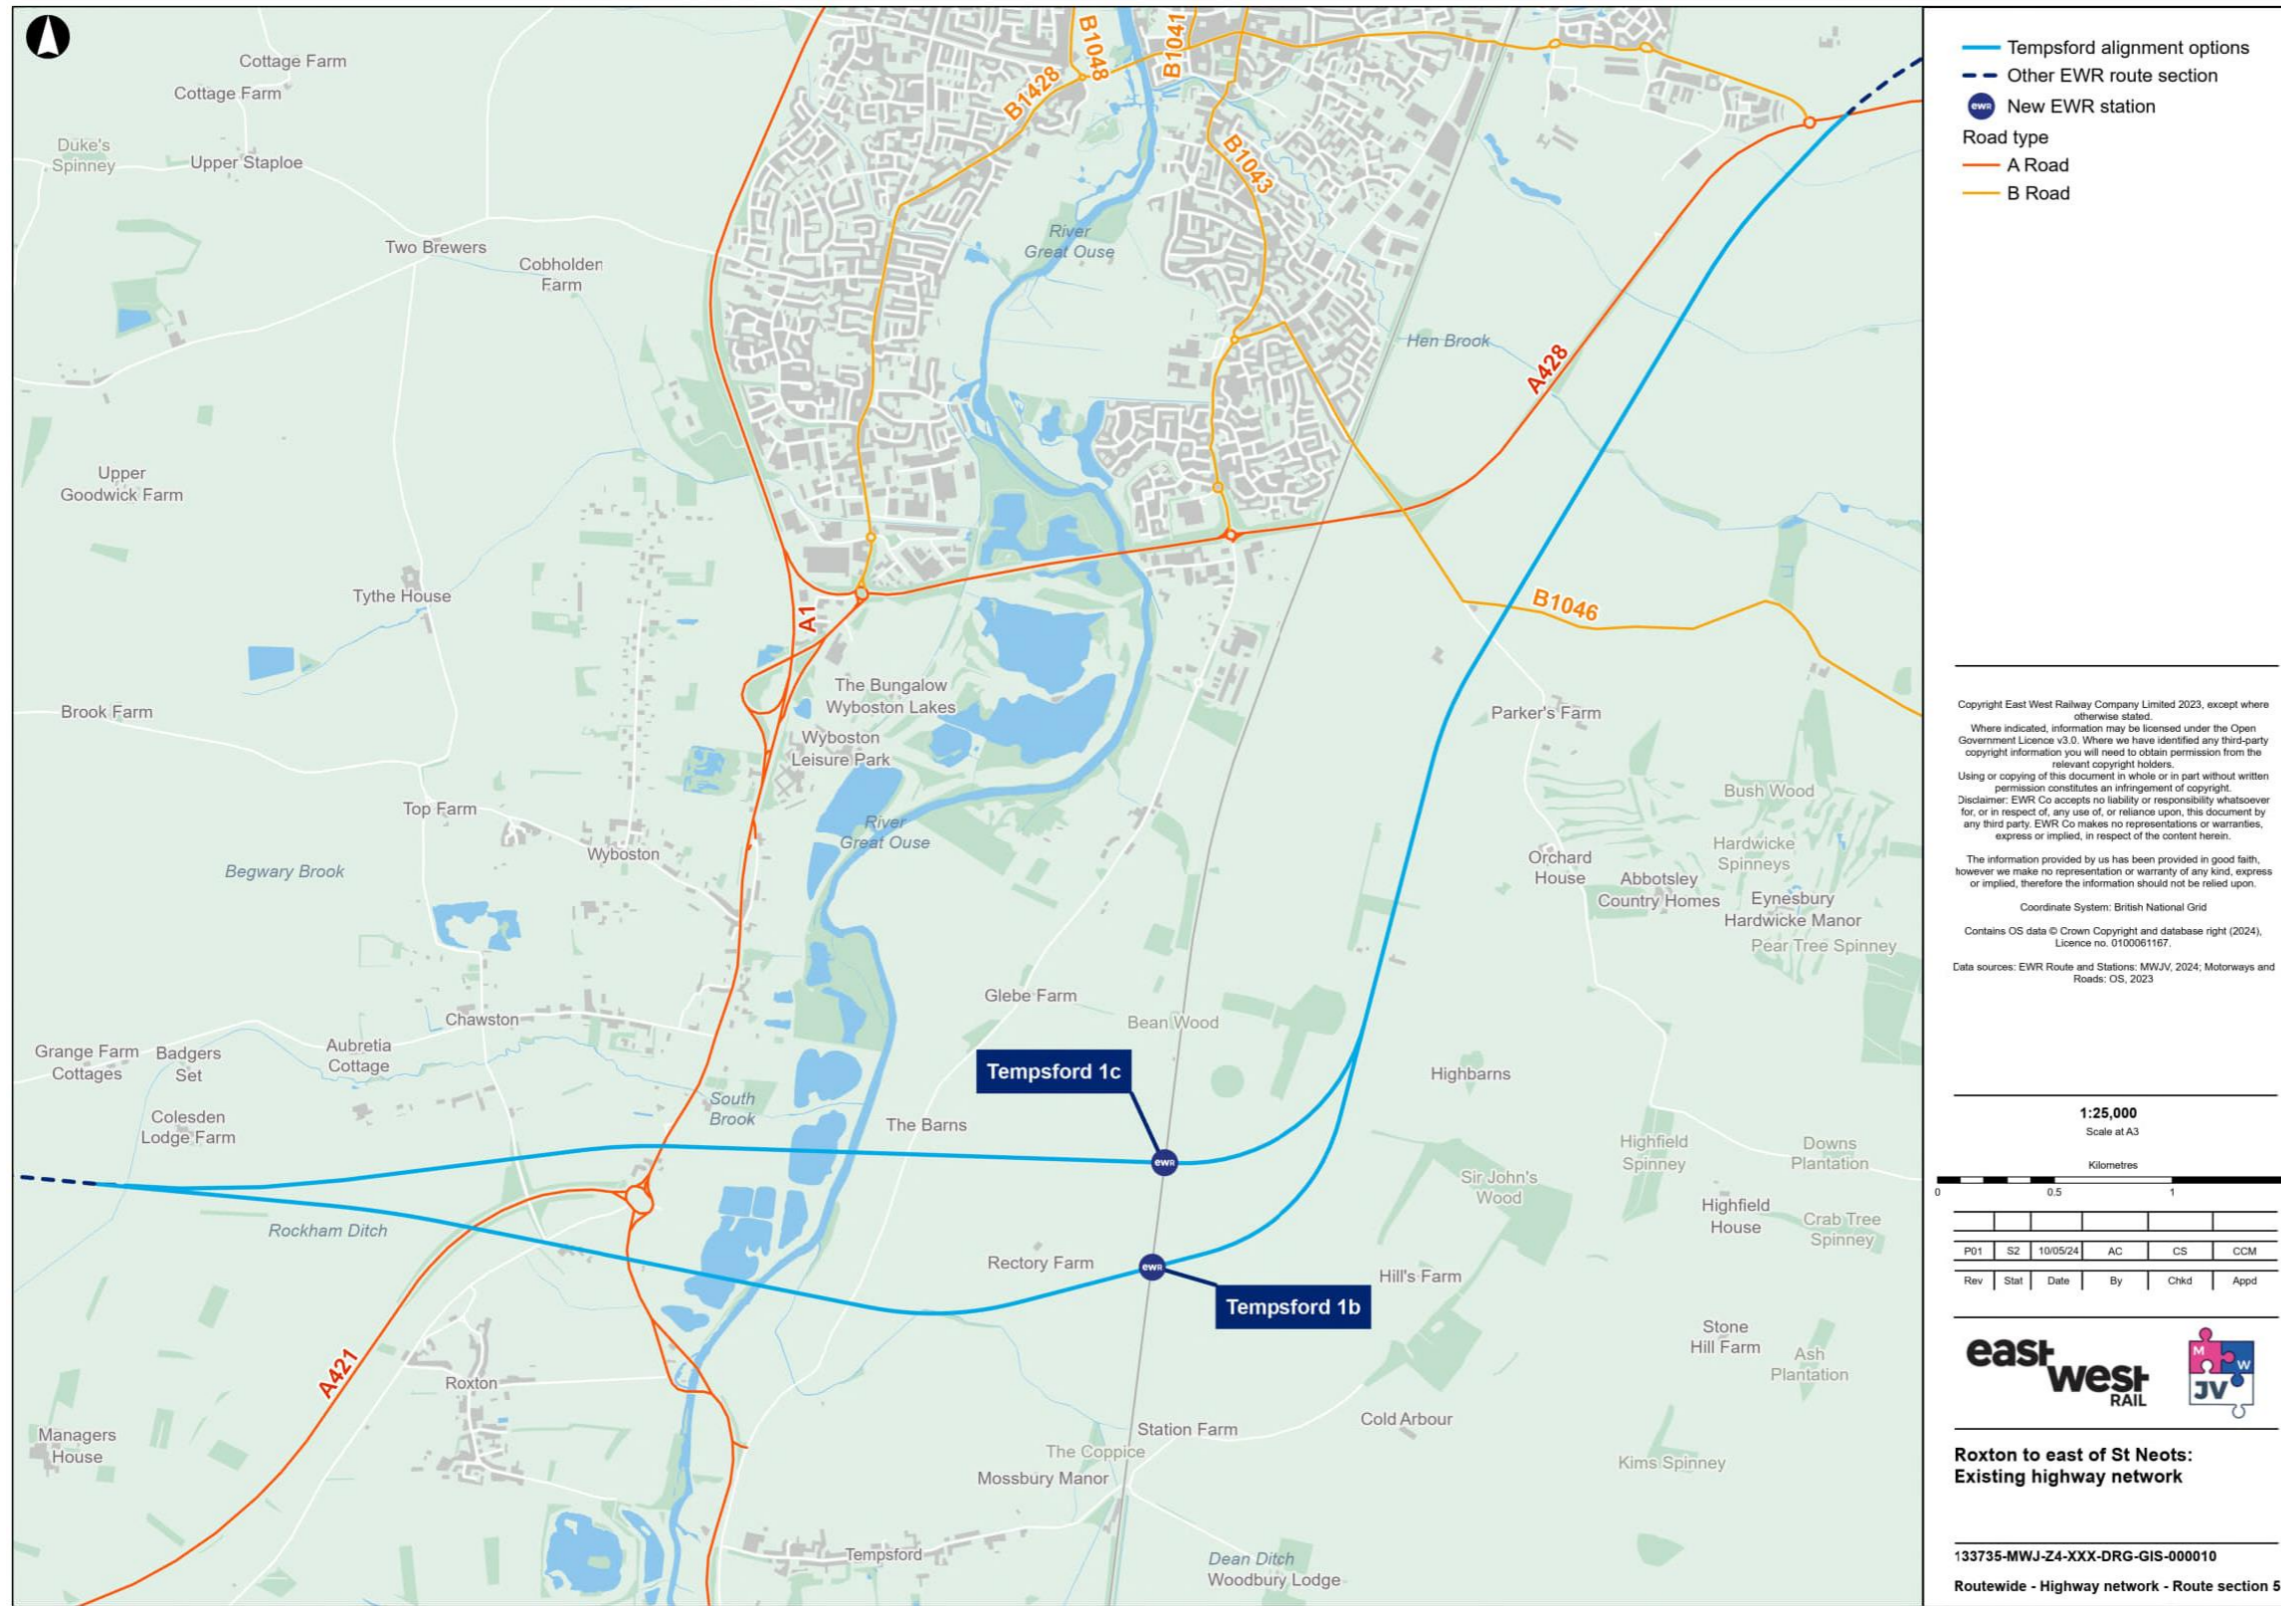 Cottage Farm
Cottage Farm
Duke's
Spinney
Upper Staploe
Two Brewers
Cobholden
Farm
B1048
B1041
B1428
B1043
River
Great Ouse
Hen Brook
A428
Upper
Goodwick Farm
Tythe House
A1
B1046
Brook Farm
The Bungalow
Wyboston Lakes
Wyboston
Leisure Park
Parker's Farm
Bush Wood
Top Farm
Wyboston
River
Great Ouse
Hardwicke
Spinneys
Begwary Brook
Orchard
House
Abbotsley
Country Homes
Eynesbury
Hardwicke Manor
Pear Tree Spinney
Glebe Farm
Bean Wood
Chawston
Grange Farm
Cottages
Badgers
Set
Aubretia
Cottage
Tempsford 1c
Highbarns
Colesden
Lodge Farm
South
Brook
The Barns
Highfield
Spinney
Downs
Plantation
ewr
Sir John's
Wood
Rockham Ditch
Highfield
House
Crab Tree
Spinney
Rectory Farm
ewr
Hill's Farm
Tempsford 1b
Stone
Hill Farm
Ash
Plantation
A421
Roxton
Managers
House
Station Farm
Cold Arbour
The Coppice
Mossbury Manor
Kims Spinney
Tempsford
Dean Ditch
Woodbury Lodge
Tempsford alignment options
Other EWR route section
ewr New EWR station
Road type
A Road
B Road
Copyright East West Railway Company Limited 2023, except where
otherwise stated.
Where indicated, information may be licensed under the Open
Government Licence v3.0. Where we have identified any third-party
copyright information you will need to obtain permission from the
relevant copyright holders.
Using or copying of this document in whole or in part without written
permission constitutes an infringement of copyright.
Disclaimer: EWR Co accepts no liability or responsibility whatsoever
for, or in respect of, any use of, or reliance upon, this document by
any third party. EWR Co makes no representations or warranties,
express or implied, in respect of the content herein.
The information provided by us has been provided in good faith,
however we make no representation or warranty of any kind, express
or implied, therefore the information should not be relied upon.
Coordinate System: British National Grid
Contains OS data © Crown Copyright and database right (2024),
Licence no. 0100061167.
Data sources: EWR Route and Stations: MWJV, 2024; Motorways and
Roads: OS, 2023
1:25,000
Scale at A3
Kilometres
0 0.5 1
P01 S2 10/05/24 AC CS CCM
Rev Stat Date By Chkd Appd
east
west
RAIL
M
W
JV
Roxton to east of St Neots:
Existing highway network
133735-MWJ-Z4-XXX-DRG-GIS-000010
Routewide - Highway network - Route section 5